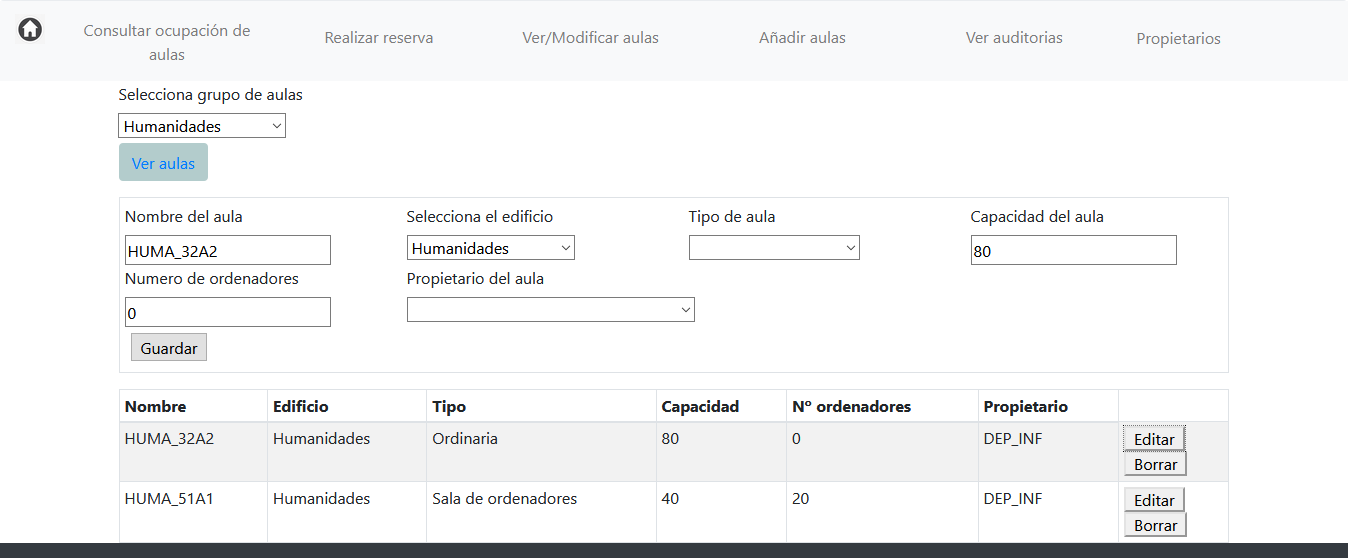 Consultar ocupación de
aulas
Realizar reserva
Ver/Modificar aulas
Añadir aulas
Ver auditorias
Propietarios
Selecciona grupo de aulas
Humanidades
Ver aulas
Nombre del aula
Selecciona el edificio
Tipo de aula
Capacidad del aula
HUMA_32A2
Humanidades
80
Numero de ordenadores
Propietario del aula
0
Guardar
Nombre Edificio Tipo Capacidad Nº ordenadores Propietario
HUMA_32A2 Humanidades Ordinaria 80 0 DEP_INF Editar
Borrar
HUMA_51A1 Humanidades Sala de ordenadores 40 20 DEP_INF Editar
Borrar